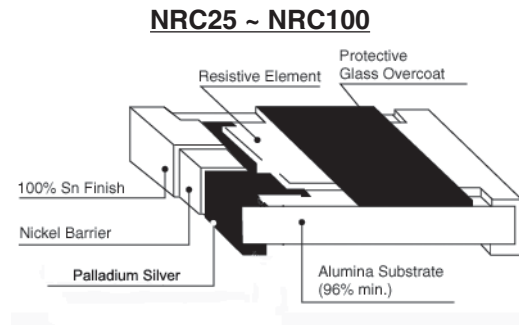 NRC25 ~ NRC100
Protective
Glass Overcoat
Resistive Element
100% Sn Finish
Nickel Barrier
Palladium Silver
Alumina Substrate
(96% min.)